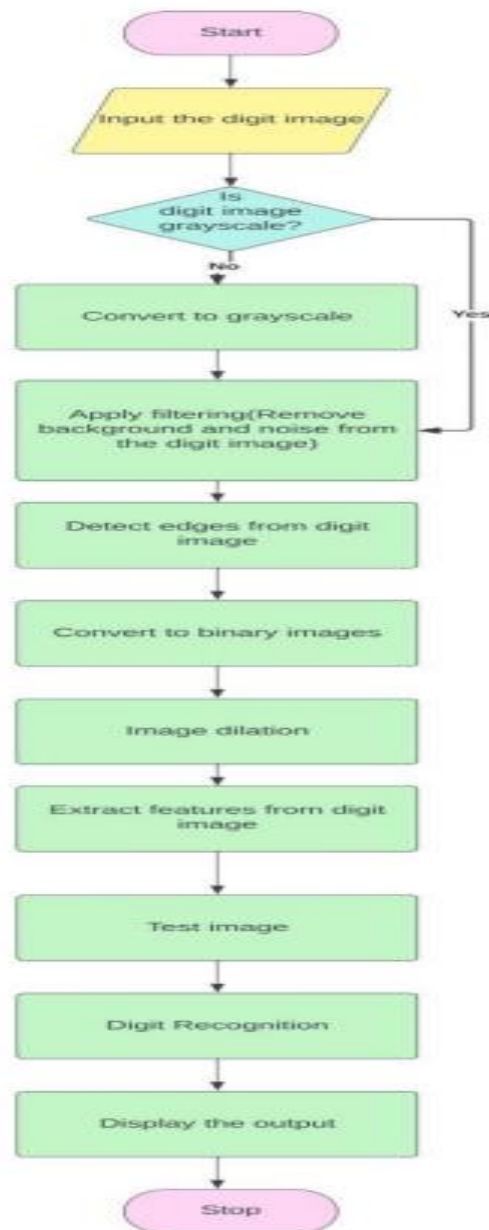 Start
Input the digit image
Is
digit image
grayscale?
No
Yes
Convert to grayscale
Apply filtering(Remove
background and noise from
the digit image)
Detect edges from digit
image
Convert to binary images
Image dilation
Extract features from digit
image
Test image
Digit Recognition
Display the output
Stop